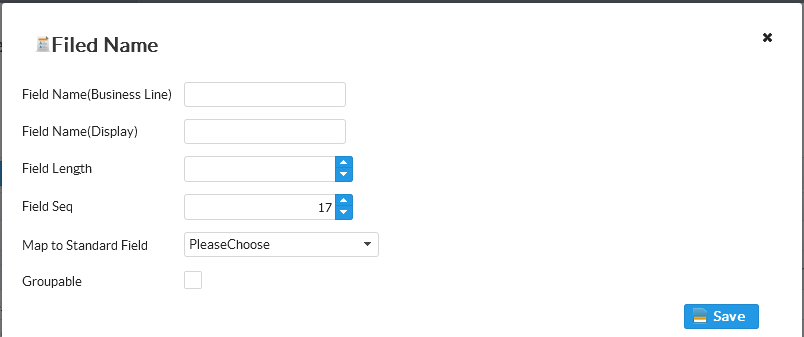 Filed Name
Field Name(Business Line)
Field Name(Display)
Field Length
Field Seq 17
Map to Standard Field PleaseChoose
Groupable
Save